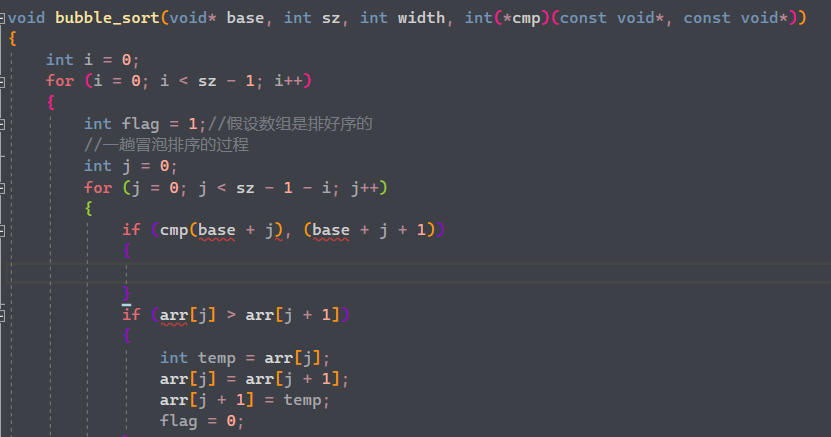 void bubble_sort(void* base, int sz, int width, int(*cmp)(const void*, const void*))
{
int i = 0;
for (i = 0; i < sz - 1; i++)
{
int flag = 1;//假设数组是排好序的
//一趟冒泡排序的过程
int j = 0;
for (j = 0; j < sz - 1 - i; j++)
{
if (cmp(base + j), (base + j + 1))
{
}
if (arr[j] > arr[j + 1])
{
int temp = arr[j];
arr[j] = arr[j + 1];
arr[j + 1] = temp;
flag = 0;